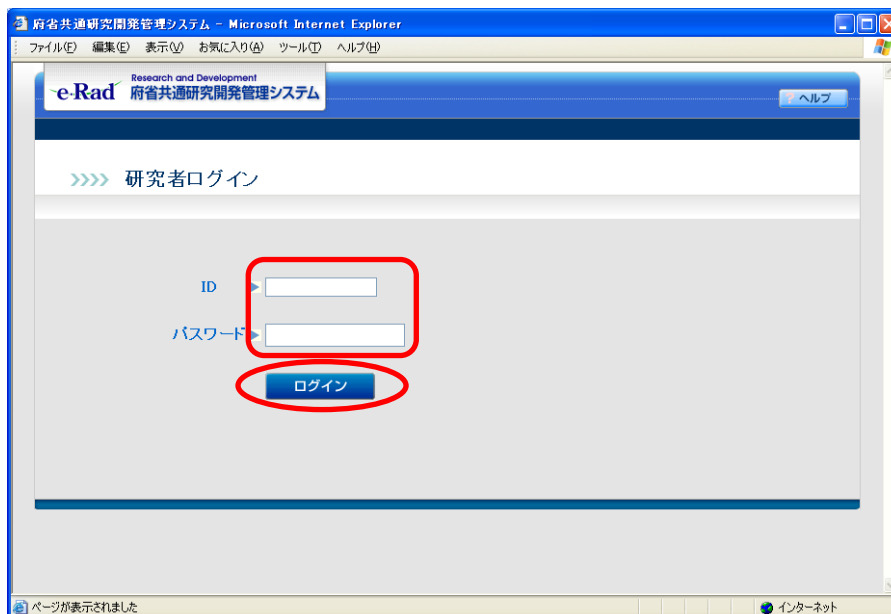 府省共通研究開発管理システム - Microsoft Internet Explorer
ファイル(F) 編集(E) 表示(V) お気に入り(A) ツール(T) ヘルプ(H)
Research and Development
e-Rad 府省共通研究開発管理システム
? ヘルプ
>>>> 研究者ログイン
ID
パスワード
ログイン
ページが表示されました インターネット